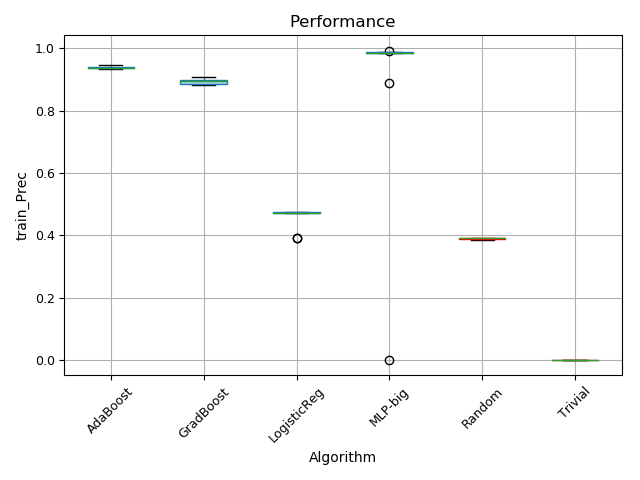 Performance
train_Prec
1.0
0.8
0.6
0.4
0.2
0.0
AdaBoost
GradBoost
LogisticReg
MLP-big
Random
Trivial
Algorithm